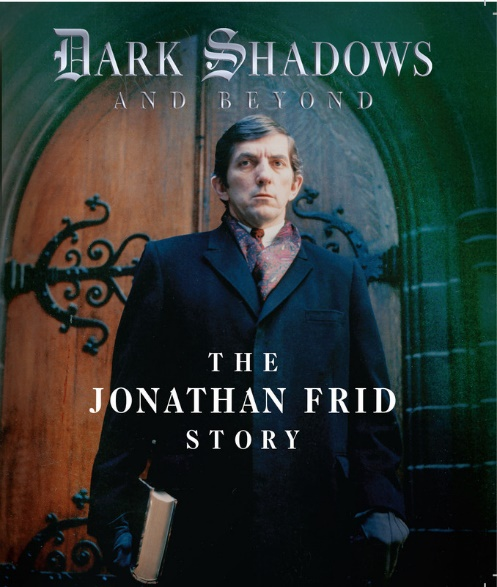 DARK SHADOWS
AND BEYOND
THE
JONATHAN FRID
STORY